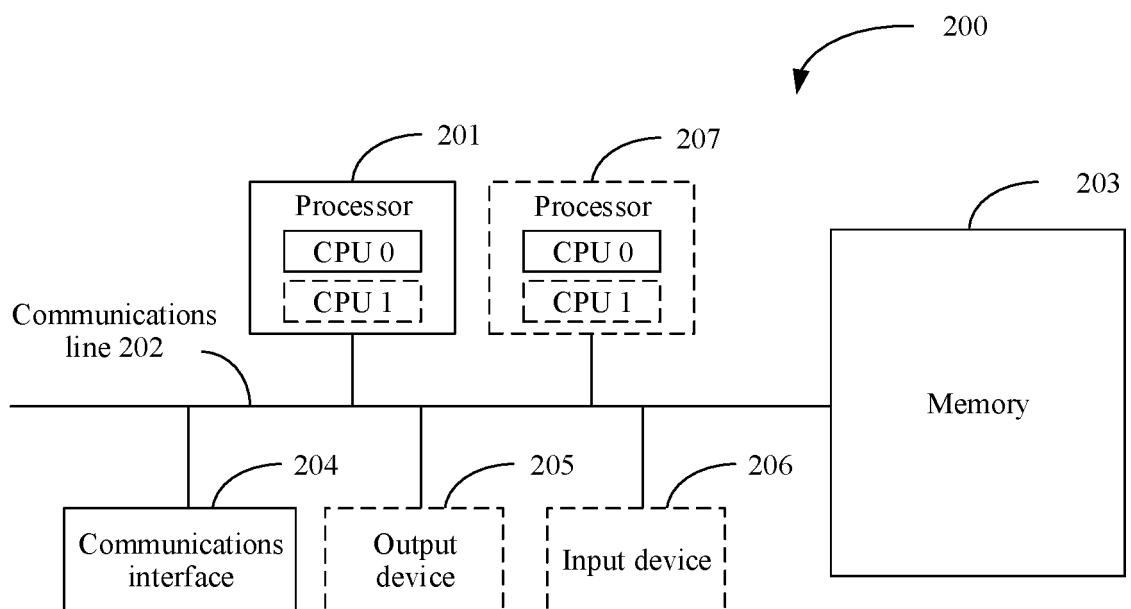 200
201
207
203
Processor
CPU 0
CPU 1
Processor
CPU 0
CPU 1
Communications
line 202
Memory
204
205
206
Communications
interface
Output
device
Input device